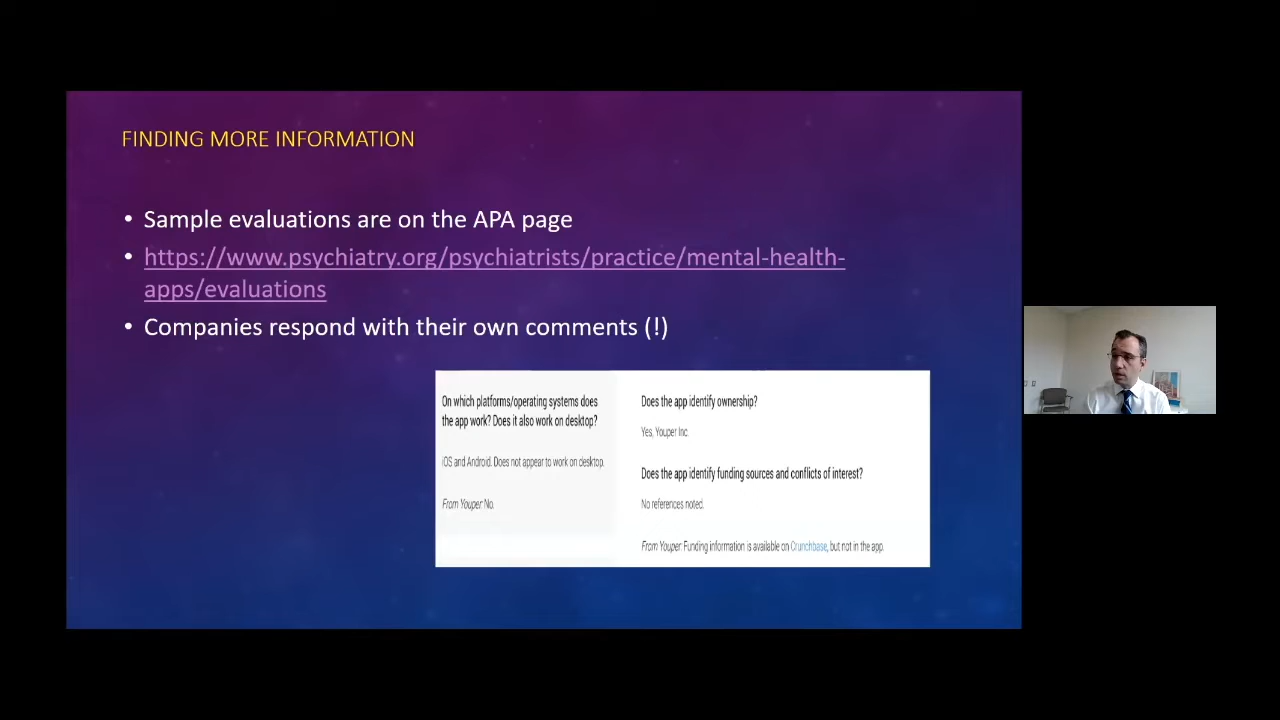 FINDING MORE INFORMATION
• Sample evaluations are on the APA page
• https://www.psychiatry.org/psychiatrists/practice/mental-health-
apps/evaluations
• Companies respond with their own comments (!)
On which platforms/operating systems does
the app work? Does it also work on desktop?
iOS and Android. Does not appear to work on desktop.
From Youper: No.
Does the app identify ownership?
Yes, Youper Inc.
Does the app identify funding sources and conflicts of interest?
No references noted.
From Youper: Funding information is available on Crunchbase, but not in the app.